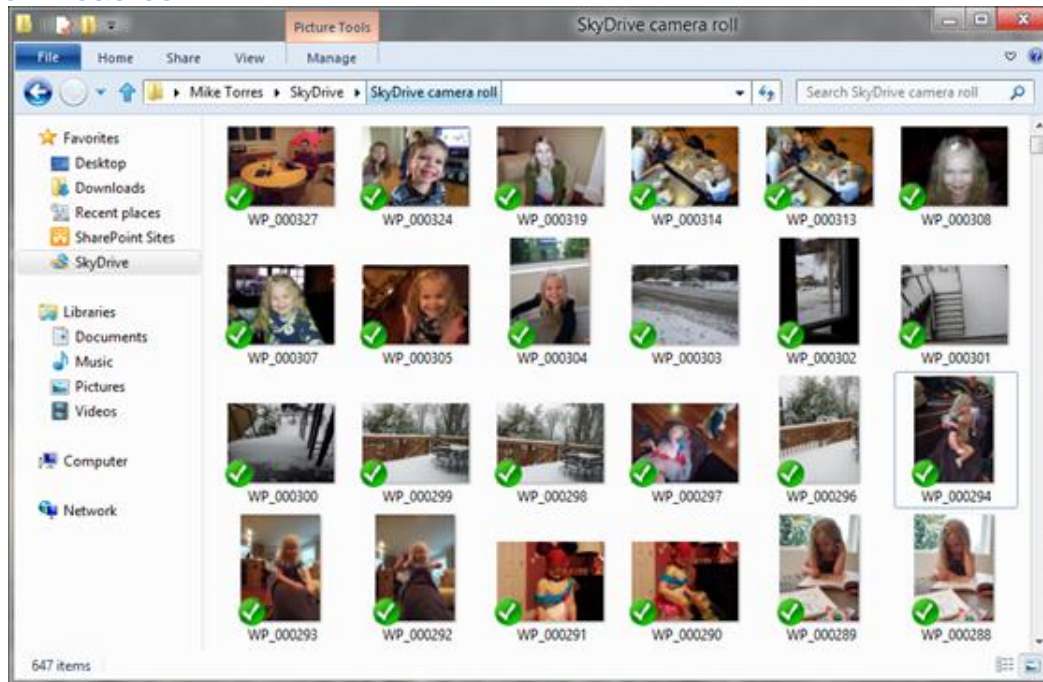 Picture Tools
SkyDrive camera roll
File Home Share View Manage
Mike Torres SkyDrive SkyDrive camera roll
Search SkyDrive camera roll
Favorites
Desktop
Downloads
Recent places
SharePoint Sites
SkyDrive
Libraries
Documents
Music
Pictures
Videos
Computer
Network
WP_000327 WP_000324 WP_000319 WP_000314 WP_000313 WP_000308
WP_000307 WP_000305 WP_000304 WP_000303 WP_000302 WP_000301
WP_000300 WP_000299 WP_000298 WP_000297 WP_000296 WP_000294
WP_000293 WP_000292 WP_000291 WP_000290 WP_000289 WP_000288
647 items